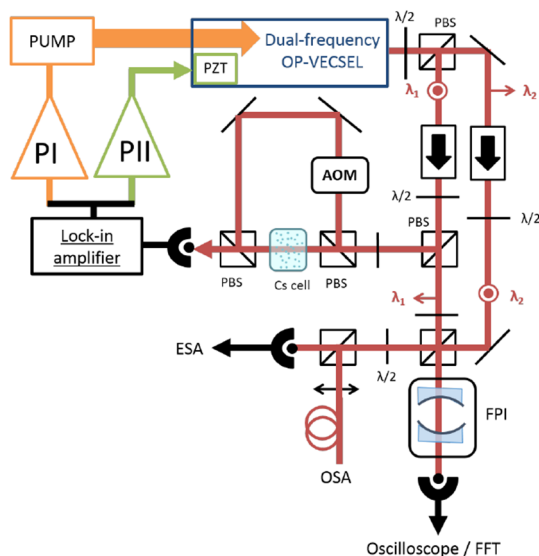 PUMP
Dual-frequency
OP-VECSEL
PZT
λ/2
PBS
λ₁
λ₂
PI
PII
AOM
λ/2
λ/2
PBS
Lock-in
amplifier
PBS
Cs cell
PBS
λ₁
λ₂
ESA
λ/2
FPI
OSA
Oscilloscope / FFT